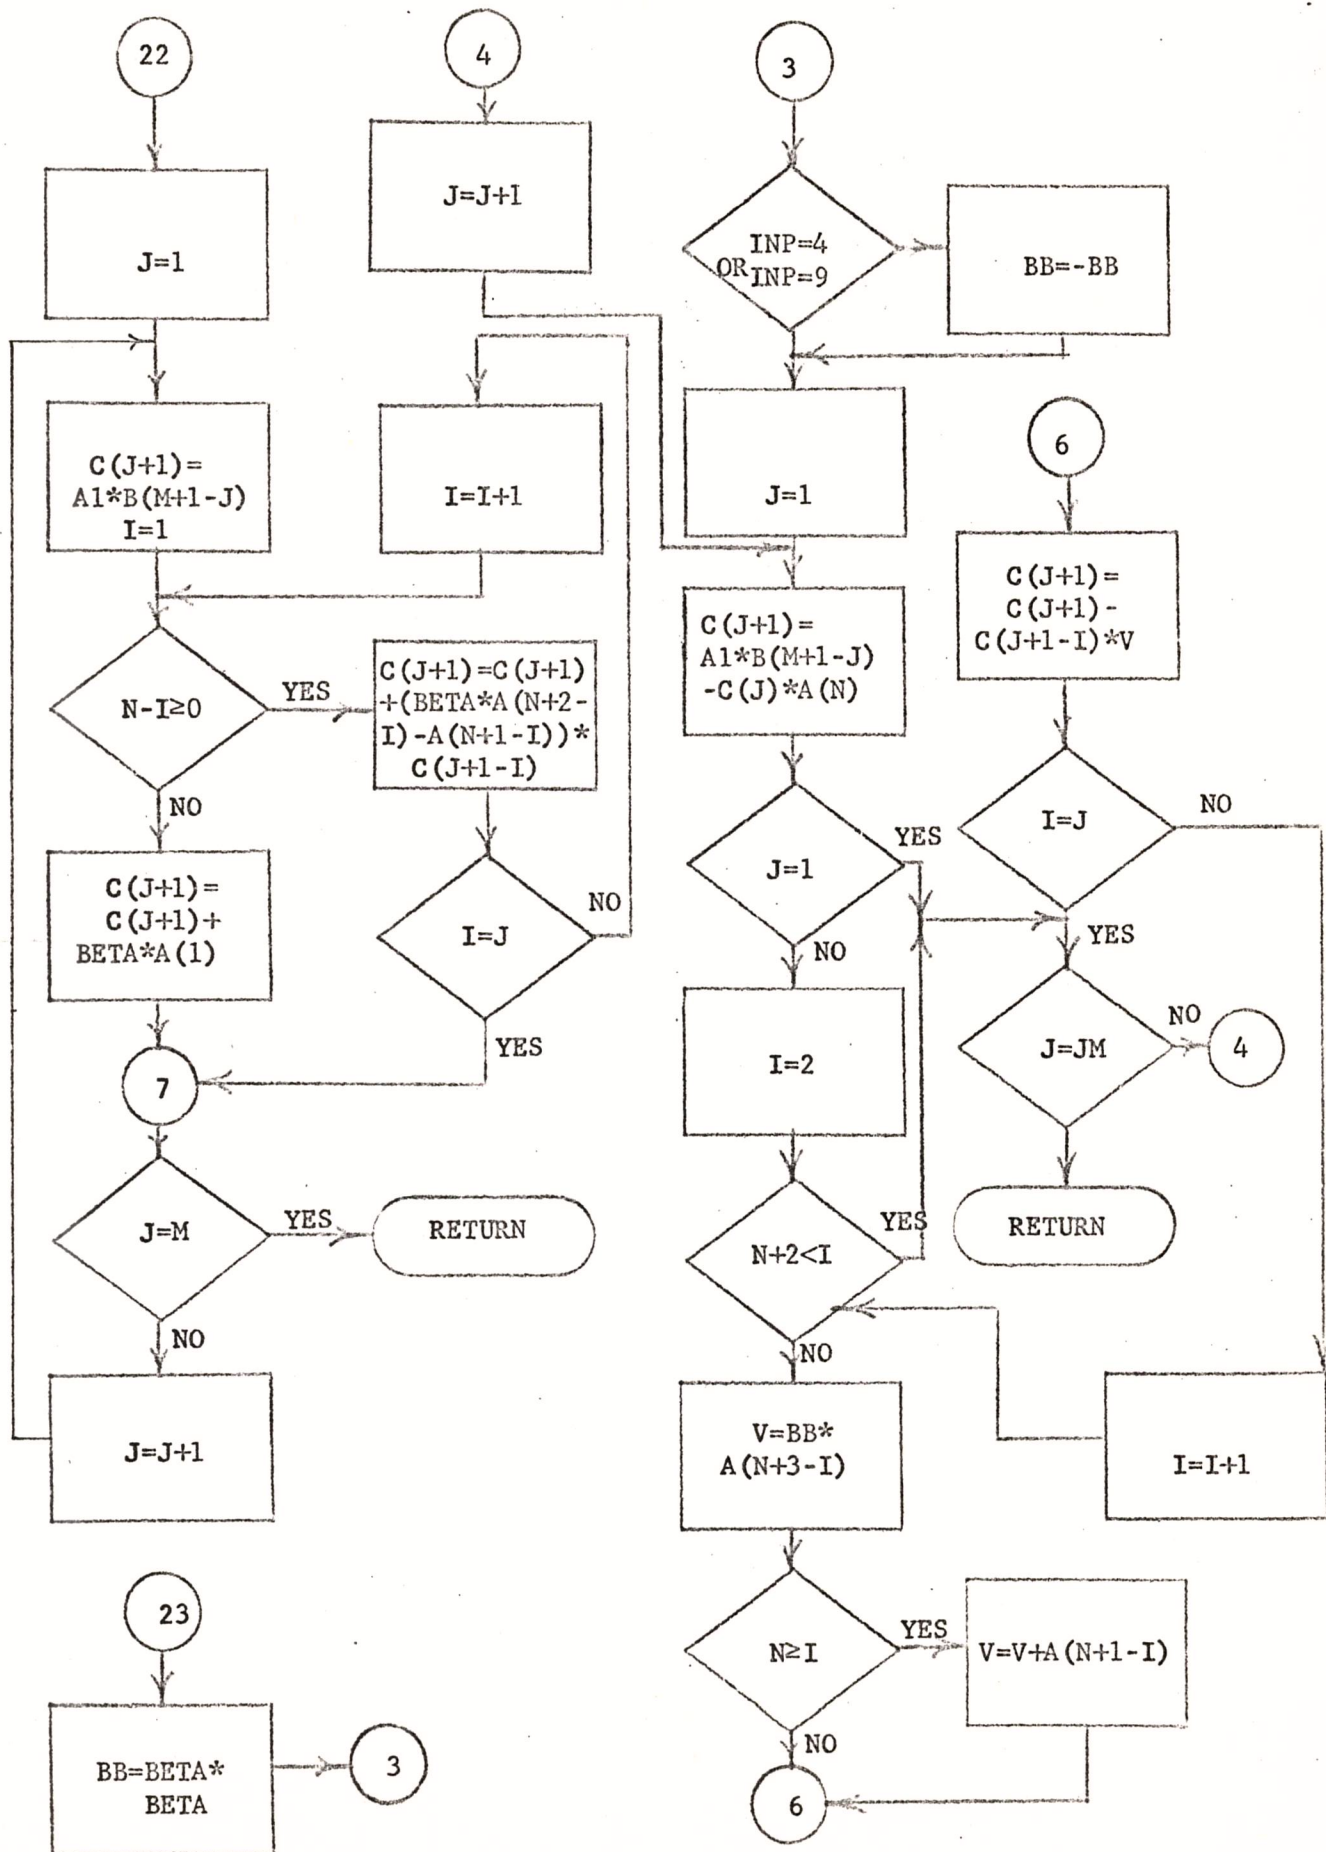 22
J=1
C(J+1)=
A1*B(M+1-J)
I=1
N-I≥0
YES
NO
C(J+1)=
C(J+1)+
BETA*A(1)
7
J=M
YES
RETURN
NO
J=J+1
23
BB=BETA*
BETA
3
4
J=J+I
I=I+1
C(J+1)=C(J+1)
+(BETA*A(N+2-
I)-A(N+1-I))*
C(J+1-I)
I=J
NO
YES
3
INP=4
OR INP=9
BB=-BB
J=1
C(J+1)=
A1*B(M+1-J)
-C(J)*A(N)
J=1
YES
NO
I=2
N+2<I
YES
NO
V=BB*
A(N+3-I)
N≥I
YES
V=V+A(N+1-I)
NO
6
6
C(J+1)=
C(J+1)-
C(J+1-I)*V
I=J
NO
YES
J=JM
NO
4
RETURN
I=I+1